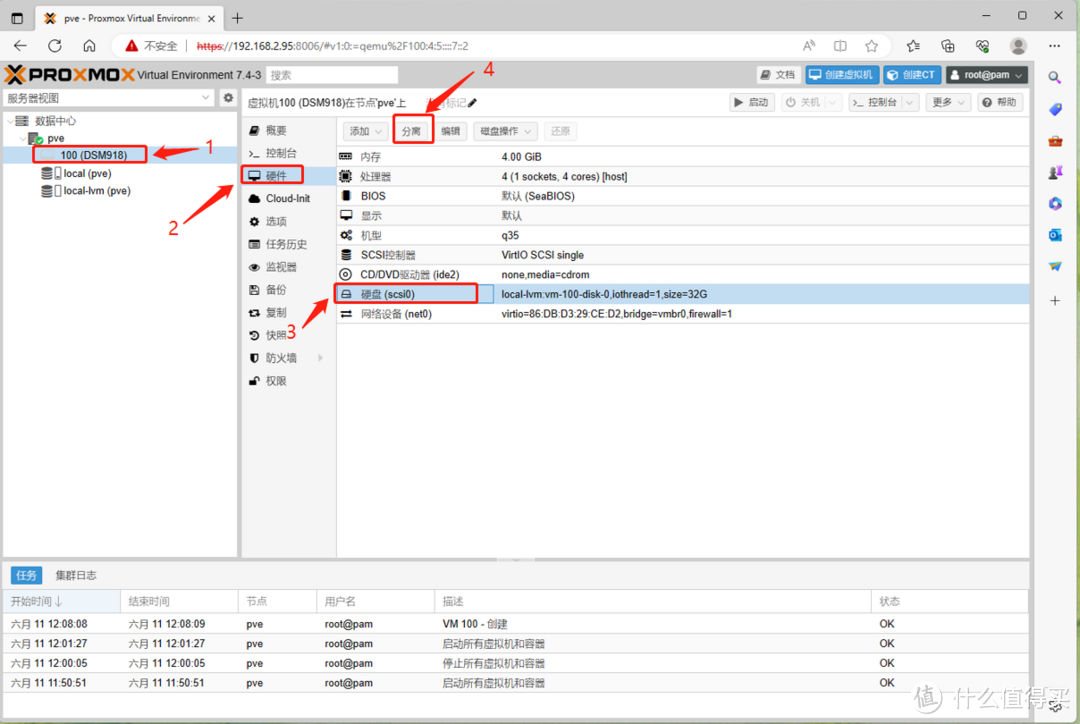 pve - Proxmox Virtual Environme
不安全
https://192.168.2.95:8006/#v1:0:=qemu%2F100:4:5::::7::2
PROXMOX Virtual Environment 7.4-3 搜索 文档 创建虚拟机 创建CT root@pam
4
服务器视图 虚拟机100 (DSM918)在节点'pve'上 启动 关机 控制台 更多 帮助
数据中心
pve
100 (DSM918)
local (pve)
local-lvm (pve)
1
2
3
概要
控制台
硬件
Cloud-Init
选项
任务历史
监视器
备份
复制
快照
防火墙
权限
添加 分离 编辑 磁盘操作 还原
内存 4.00 GiB
处理器 4 (1 sockets, 4 cores) [host]
BIOS 默认 (SeaBIOS)
显示 默认
机型 q35
SCSI控制器 VirtIO SCSI single
CD/DVD驱动器 (ide2) none,media=cdrom
硬盘 (scsi0) local-lvm:vm-100-disk-0,iothread=1,size=32G
网络设备 (net0) virtio=86:DB:D3:29:CE:D2,bridge=vmbr0,firewall=1
任务 集群日志
开始时间↓ 结束时间 节点 用户名 描述 状态
六月 11 12:08:08 六月 11 12:08:09 pve root@pam VM 100 - 创建 OK
六月 11 12:01:27 六月 11 12:01:27 pve root@pam 启动所有虚拟机和容器 OK
六月 11 12:00:05 六月 11 12:00:05 pve root@pam 停止所有虚拟机和容器 OK
六月 11 11:50:51 六月 11 11:50:51 pve root@pam 启动所有虚拟机和容器 OK
值 什么值得买